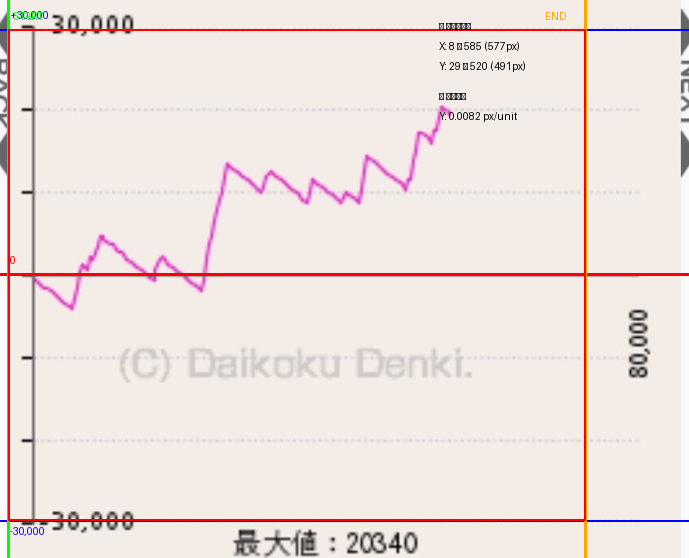 +30,000
END
30,000
X: 8 585 (577px)
Y: 29 520 (491px)
Y: 0.0082 px/unit
BACK
NEXT
0
80,000
(C) Daikoku Denki.
-30,000
-30,000
最大値：20340